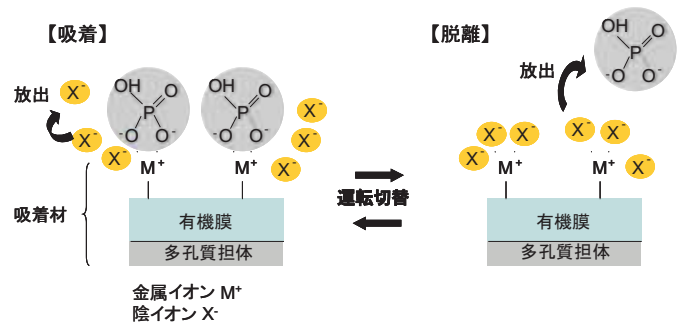 【吸着】
放出
X⁻
X⁻
X⁻
OH
P
O
⁻O
O⁻
OH
P
O
⁻O
O⁻
X⁻
X⁻
X⁻
M⁺
M⁺
吸着材
有機膜
多孔質担体
金属イオン M⁺
陰イオン X⁻
運転切替
【脱離】
放出
OH
P
O
⁻O
O⁻
X⁻
X⁻
X⁻
X⁻
X⁻
X⁻
M⁺
M⁺
有機膜
多孔質担体